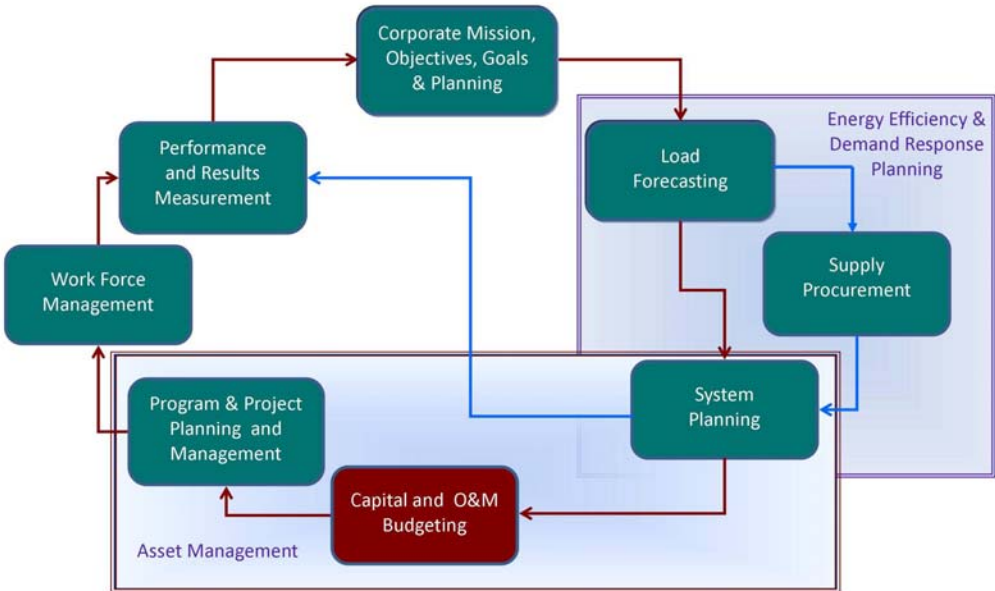 Corporate Mission,
Objectives, Goals
& Planning
Energy Efficiency &
Demand Response
Planning
Load
Forecasting
Performance
and Results
Measurement
Supply
Procurement
Work Force
Management
System
Planning
Program & Project
Planning and
Management
Capital and O&M
Budgeting
Asset Management